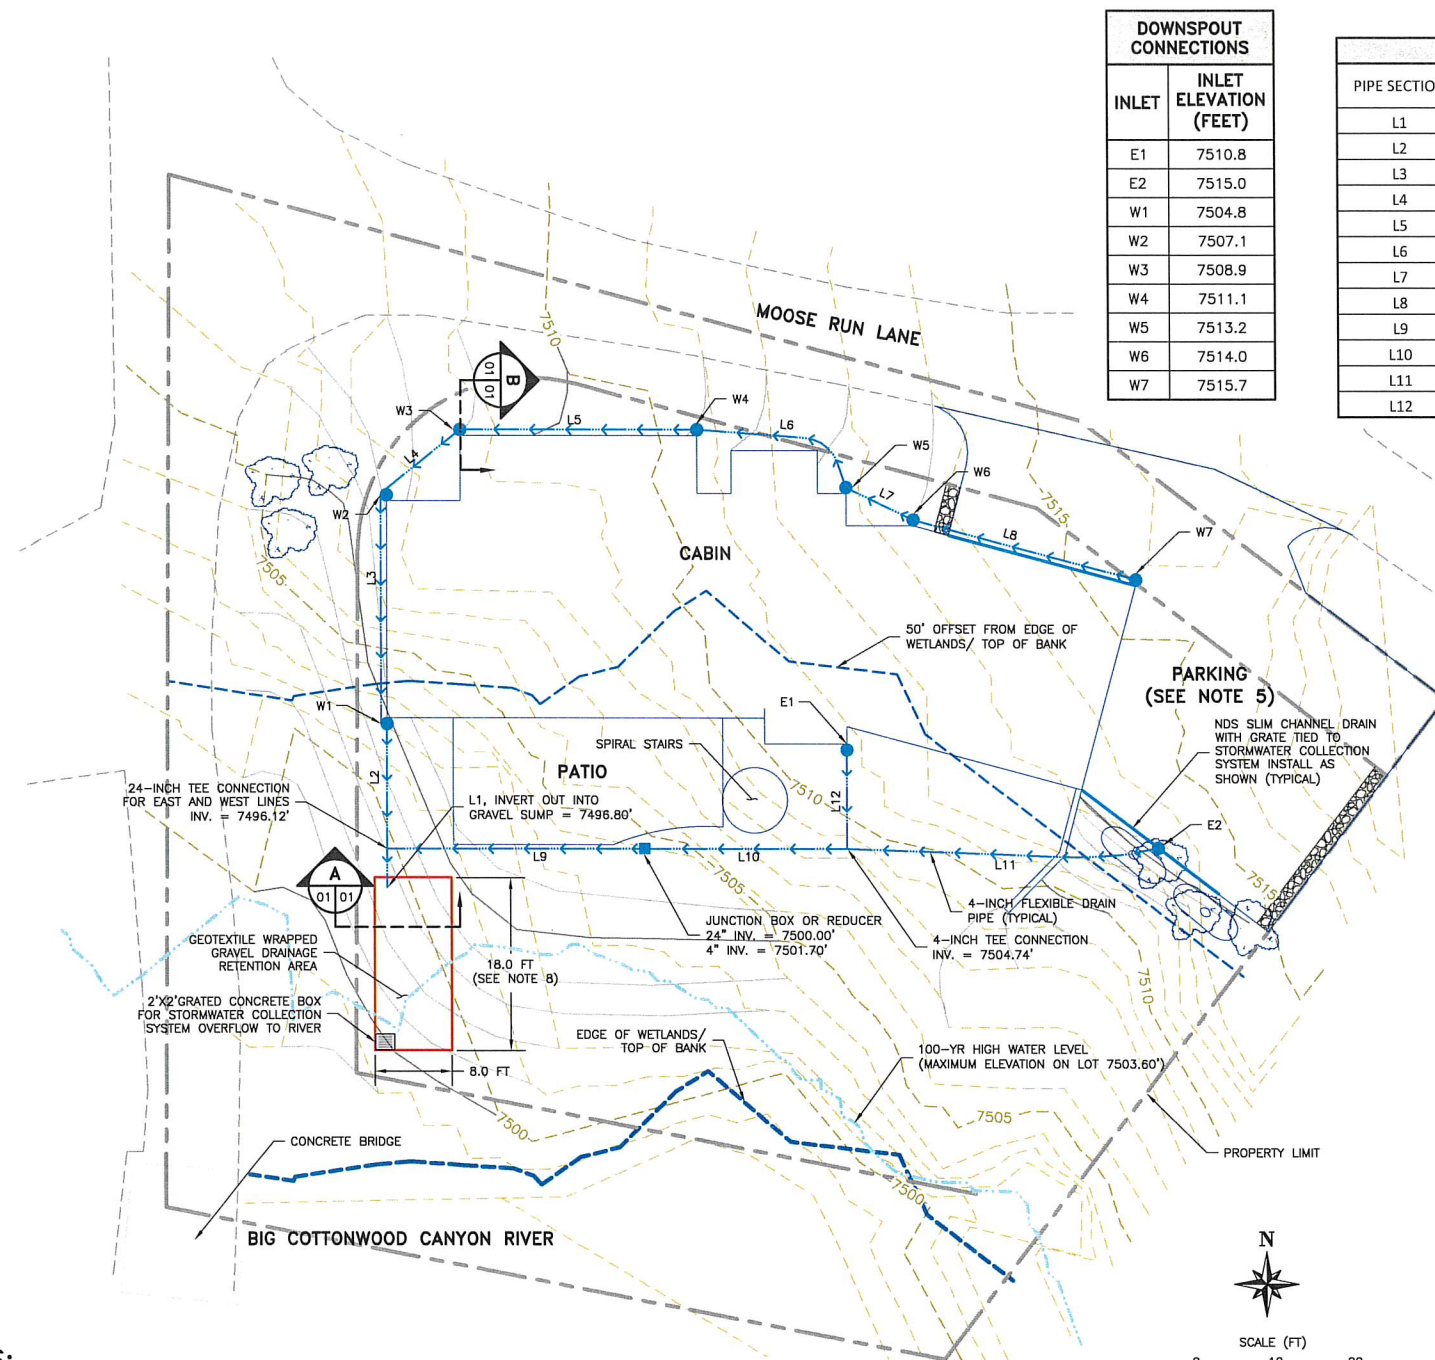 DOWNSPOUT
CONNECTIONS
INLET
INLET
ELEVATION
(FEET)
E1 7510.8
E2 7515.0
W1 7504.8
W2 7507.1
W3 7508.9
W4 7511.1
W5 7513.2
W6 7514.0
W7 7515.7
PIPE SECTIO
L1
L2
L3
L4
L5
L6
L7
L8
L9
L10
L11
L12
MOOSE RUN LANE
7510
B
01 01
W3
L5
W4
L6
W5
W6
L4
L7
L8
W7
7515
W2
CABIN
7505
L3
50' OFFSET FROM EDGE OF
WETLANDS/ TOP OF BANK
PARKING
(SEE NOTE 5)
W1
E1
NDS SLIM CHANNEL DRAIN
WITH GRATE TIED TO
STORMWATER COLLECTION
SYSTEM INSTALL AS
SHOWN (TYPICAL)
SPIRAL STAIRS
PATIO
L2
24-INCH TEE CONNECTION
FOR EAST AND WEST LINES
INV. = 7496.12'
L1, INVERT OUT INTO
GRAVEL SUMP = 7496.80'
7510
L12
E2
L9
L10
L11
7505
7515
A
01 01
4-INCH FLEXIBLE DRAIN
PIPE (TYPICAL)
JUNCTION BOX OR REDUCER
24" INV. = 7500.00'
4" INV. = 7501.70'
4-INCH TEE CONNECTION
INV. = 7504.74'
GEOTEXTILE WRAPPED
GRAVEL DRAINAGE
RETENTION AREA
18.0 FT
(SEE NOTE 8)
7510
2'X2'GRATED CONCRETE BOX
FOR STORMWATER COLLECTION
SYSTEM OVERFLOW TO RIVER
EDGE OF WETLANDS/
TOP OF BANK
100-YR HIGH WATER LEVEL
(MAXIMUM ELEVATION ON LOT 7503.60')
8.0 FT
7500
7505
CONCRETE BRIDGE
PROPERTY LIMIT
7500
BIG COTTONWOOD CANYON RIVER
N
SCALE (FT)